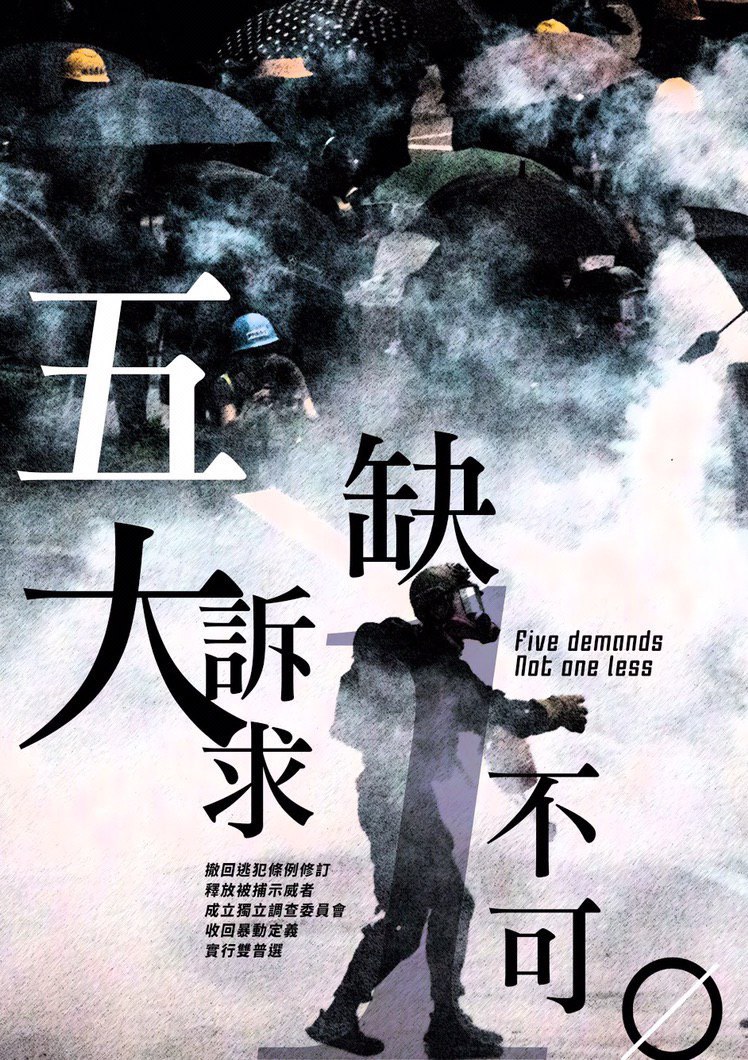 五大訴求
缺一不可
Five demands
Not one less
撤回逃犯條例修訂
釋放被捕示威者
成立獨立調查委員會
收回暴動定義
實行雙普選